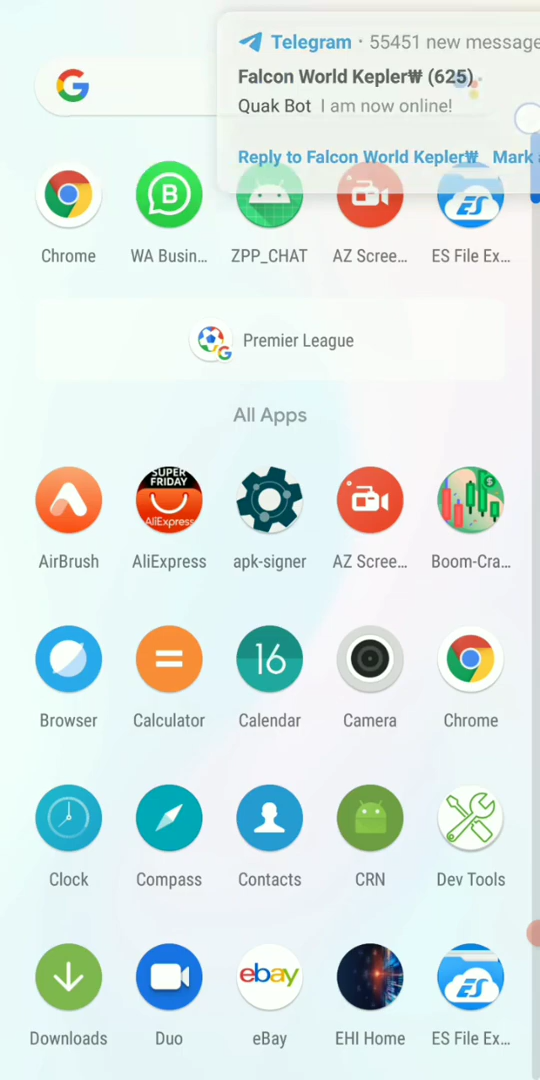 Telegram · 55451 new message
Falcon World Kepler₩ (625)
Quak Bot I am now online!
Reply to Falcon World Kepler₩ Mark
Chrome
WA Busin...
ZPP_CHAT
AZ Scree...
ES File Ex...
Premier League
All Apps
SUPER
FRIDAY
AliExpress
AirBrush
AliExpress
apk-signer
AZ Scree...
Boom-Cra...
16
Browser
Calculator
Calendar
Camera
Chrome
Clock
Compass
Contacts
CRN
Dev Tools
ebay
Downloads
Duo
eBay
EHI Home
ES File Ex...